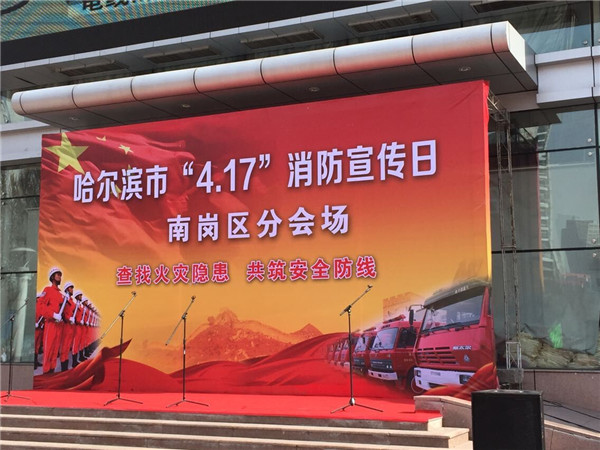 哈尔滨市“4.17”消防宣传日
南岗区分会场
查找火灾隐患 共筑安全防线